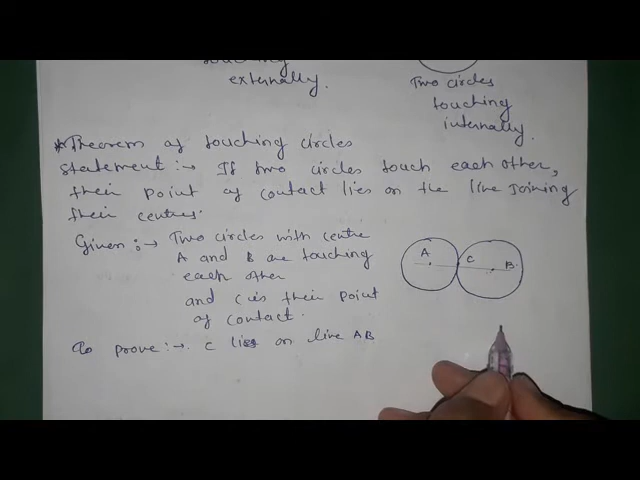 touching
externally.
Two circles
touching
internally.
*Theorem of touching circles
Statement :→ If two circles touch each other,
their point of contact lies on the line joining
their centres.
Given :→ Two circles with centre
A and B are touching
each other
and C is their point
of contact.
To prove :→ C lies on line AB
A
C
B